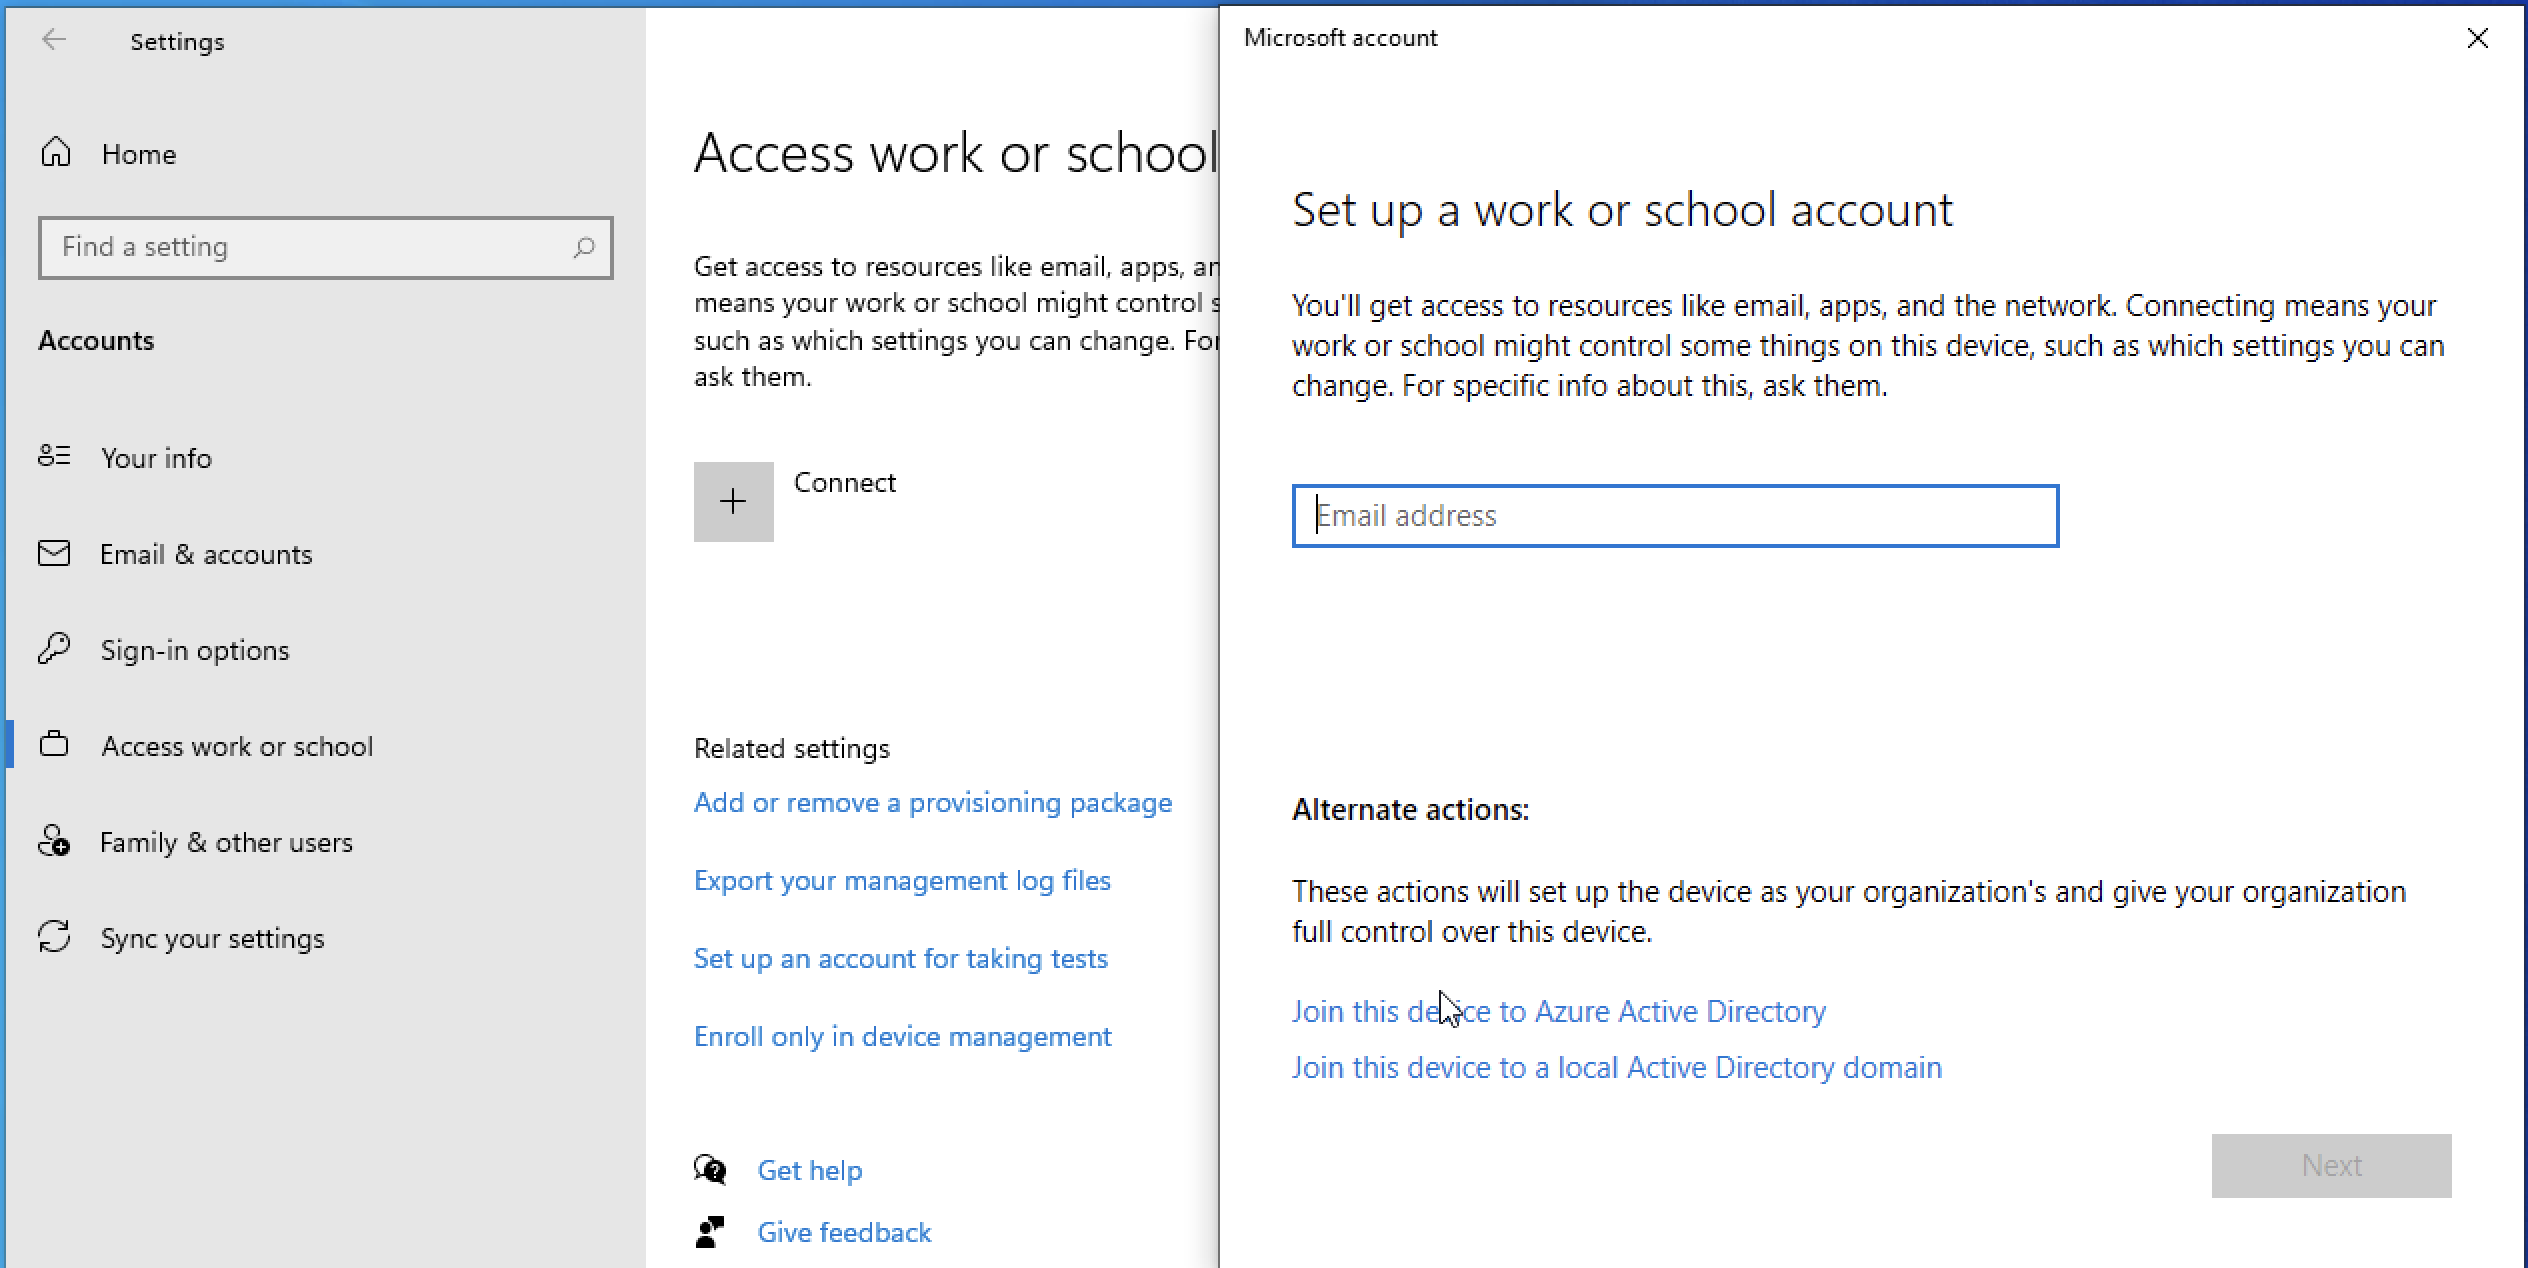 Settings
Home
Find a setting
Accounts
Your info
Email & accounts
Sign-in options
Access work or school
Family & other users
Sync your settings
Access work or school
Get access to resources like email, apps, an
means your work or school might control s
such as which settings you can change. For
ask them.
Connect
Related settings
Add or remove a provisioning package
Export your management log files
Set up an account for taking tests
Enroll only in device management
Get help
Give feedback
Microsoft account
Set up a work or school account
You'll get access to resources like email, apps, and the network. Connecting means your
work or school might control some things on this device, such as which settings you can
change. For specific info about this, ask them.
Email address
Alternate actions:
These actions will set up the device as your organization's and give your organization
full control over this device.
Join this device to Azure Active Directory
Join this device to a local Active Directory domain
Next